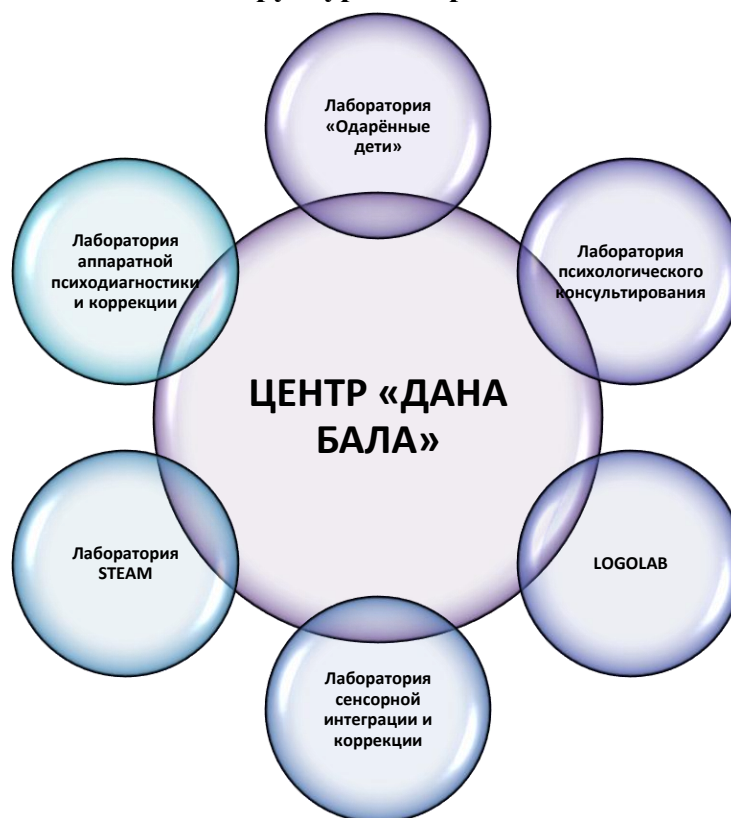 Лаборатория
«Одарённые
дети»
Лаборатория
аппаратной
психодиагностики
и коррекции
Лаборатория
психологического
консультирования
ЦЕНТР «ДАНА
БАЛА»
Лаборатория
STEAM
LOGOLAB
Лаборатория
сенсорной
интеграции и
коррекции